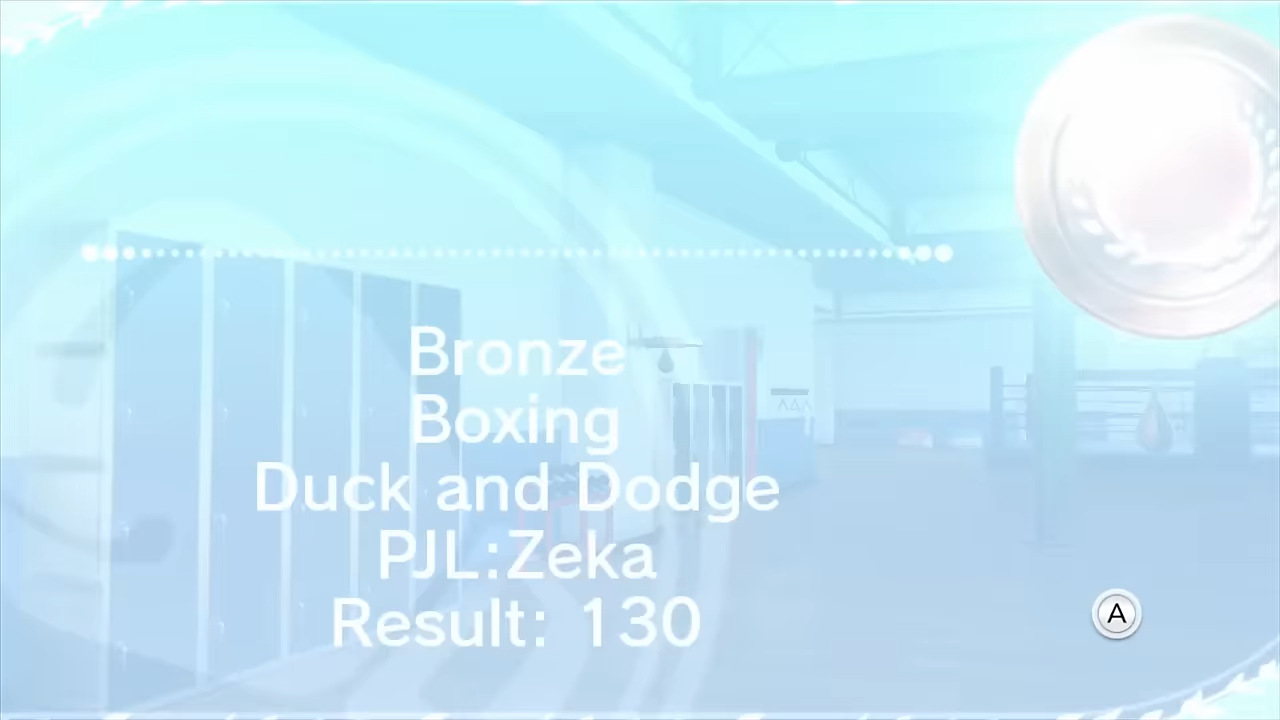 Bronze
Boxing
Duck and Dodge
PJL:Zeka
Result: 130
A